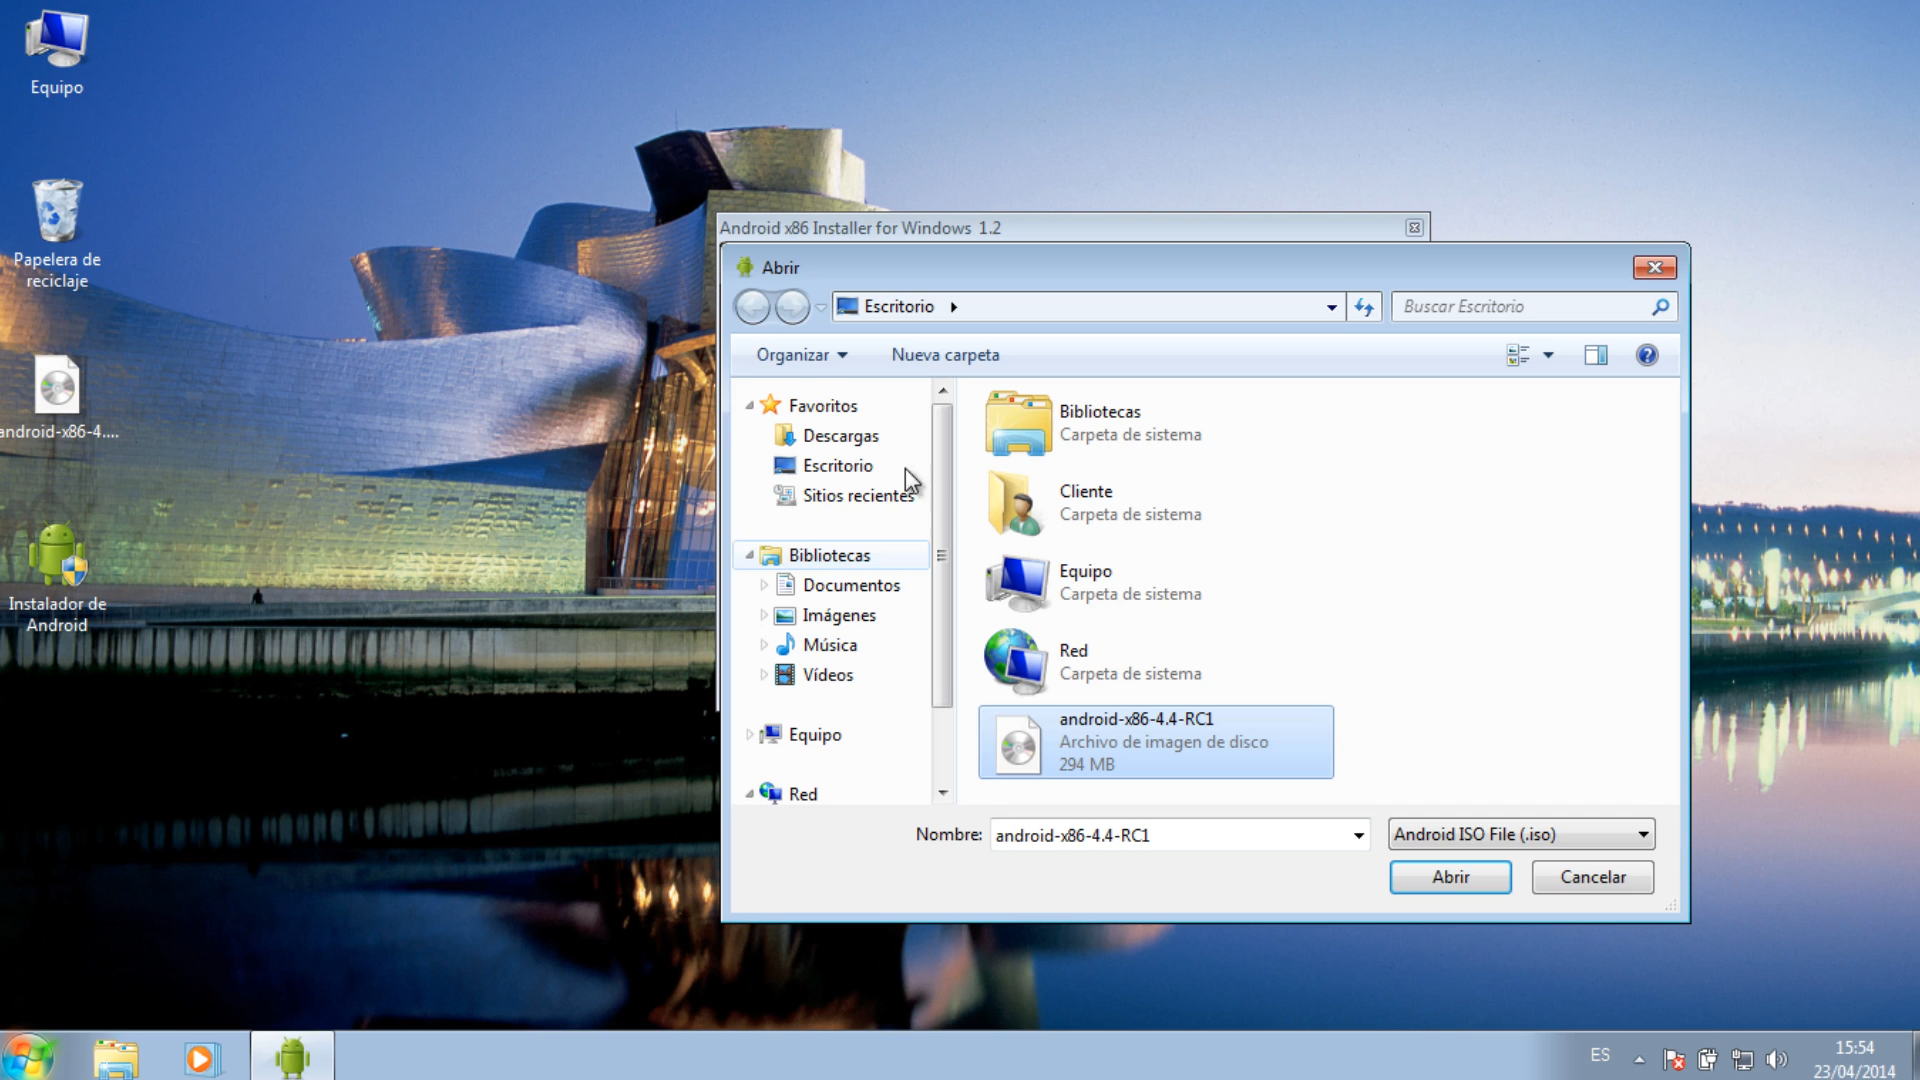 Equipo
Papelera de
reciclaje
android-x86-4....
Instalador de
Android
Android x86 Installer for Windows 1.2
Abrir
Escritorio
Buscar Escritorio
Organizar
Nueva carpeta
Favoritos
Descargas
Escritorio
Sitios recientes
Bibliotecas
Documentos
Imágenes
Música
Vídeos
Equipo
Red
Bibliotecas
Carpeta de sistema
Cliente
Carpeta de sistema
Equipo
Carpeta de sistema
Red
Carpeta de sistema
android-x86-4.4-RC1
Archivo de imagen de disco
294 MB
Nombre: android-x86-4.4-RC1
Android ISO File (.iso)
Abrir
Cancelar
ES
15:54
23/04/2014